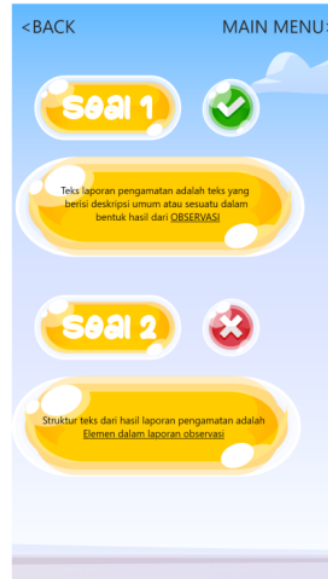 <BACK MAIN MENU>
soal 1
Teks laporan pengamatan adalah teks yang
berisi deskripsi umum atau sesuatu dalam
bentuk hasil dari OBSERVASI
soal 2
Struktur teks dari hasil laporan pengamatan adalah
Elemen dalam laporan observasi